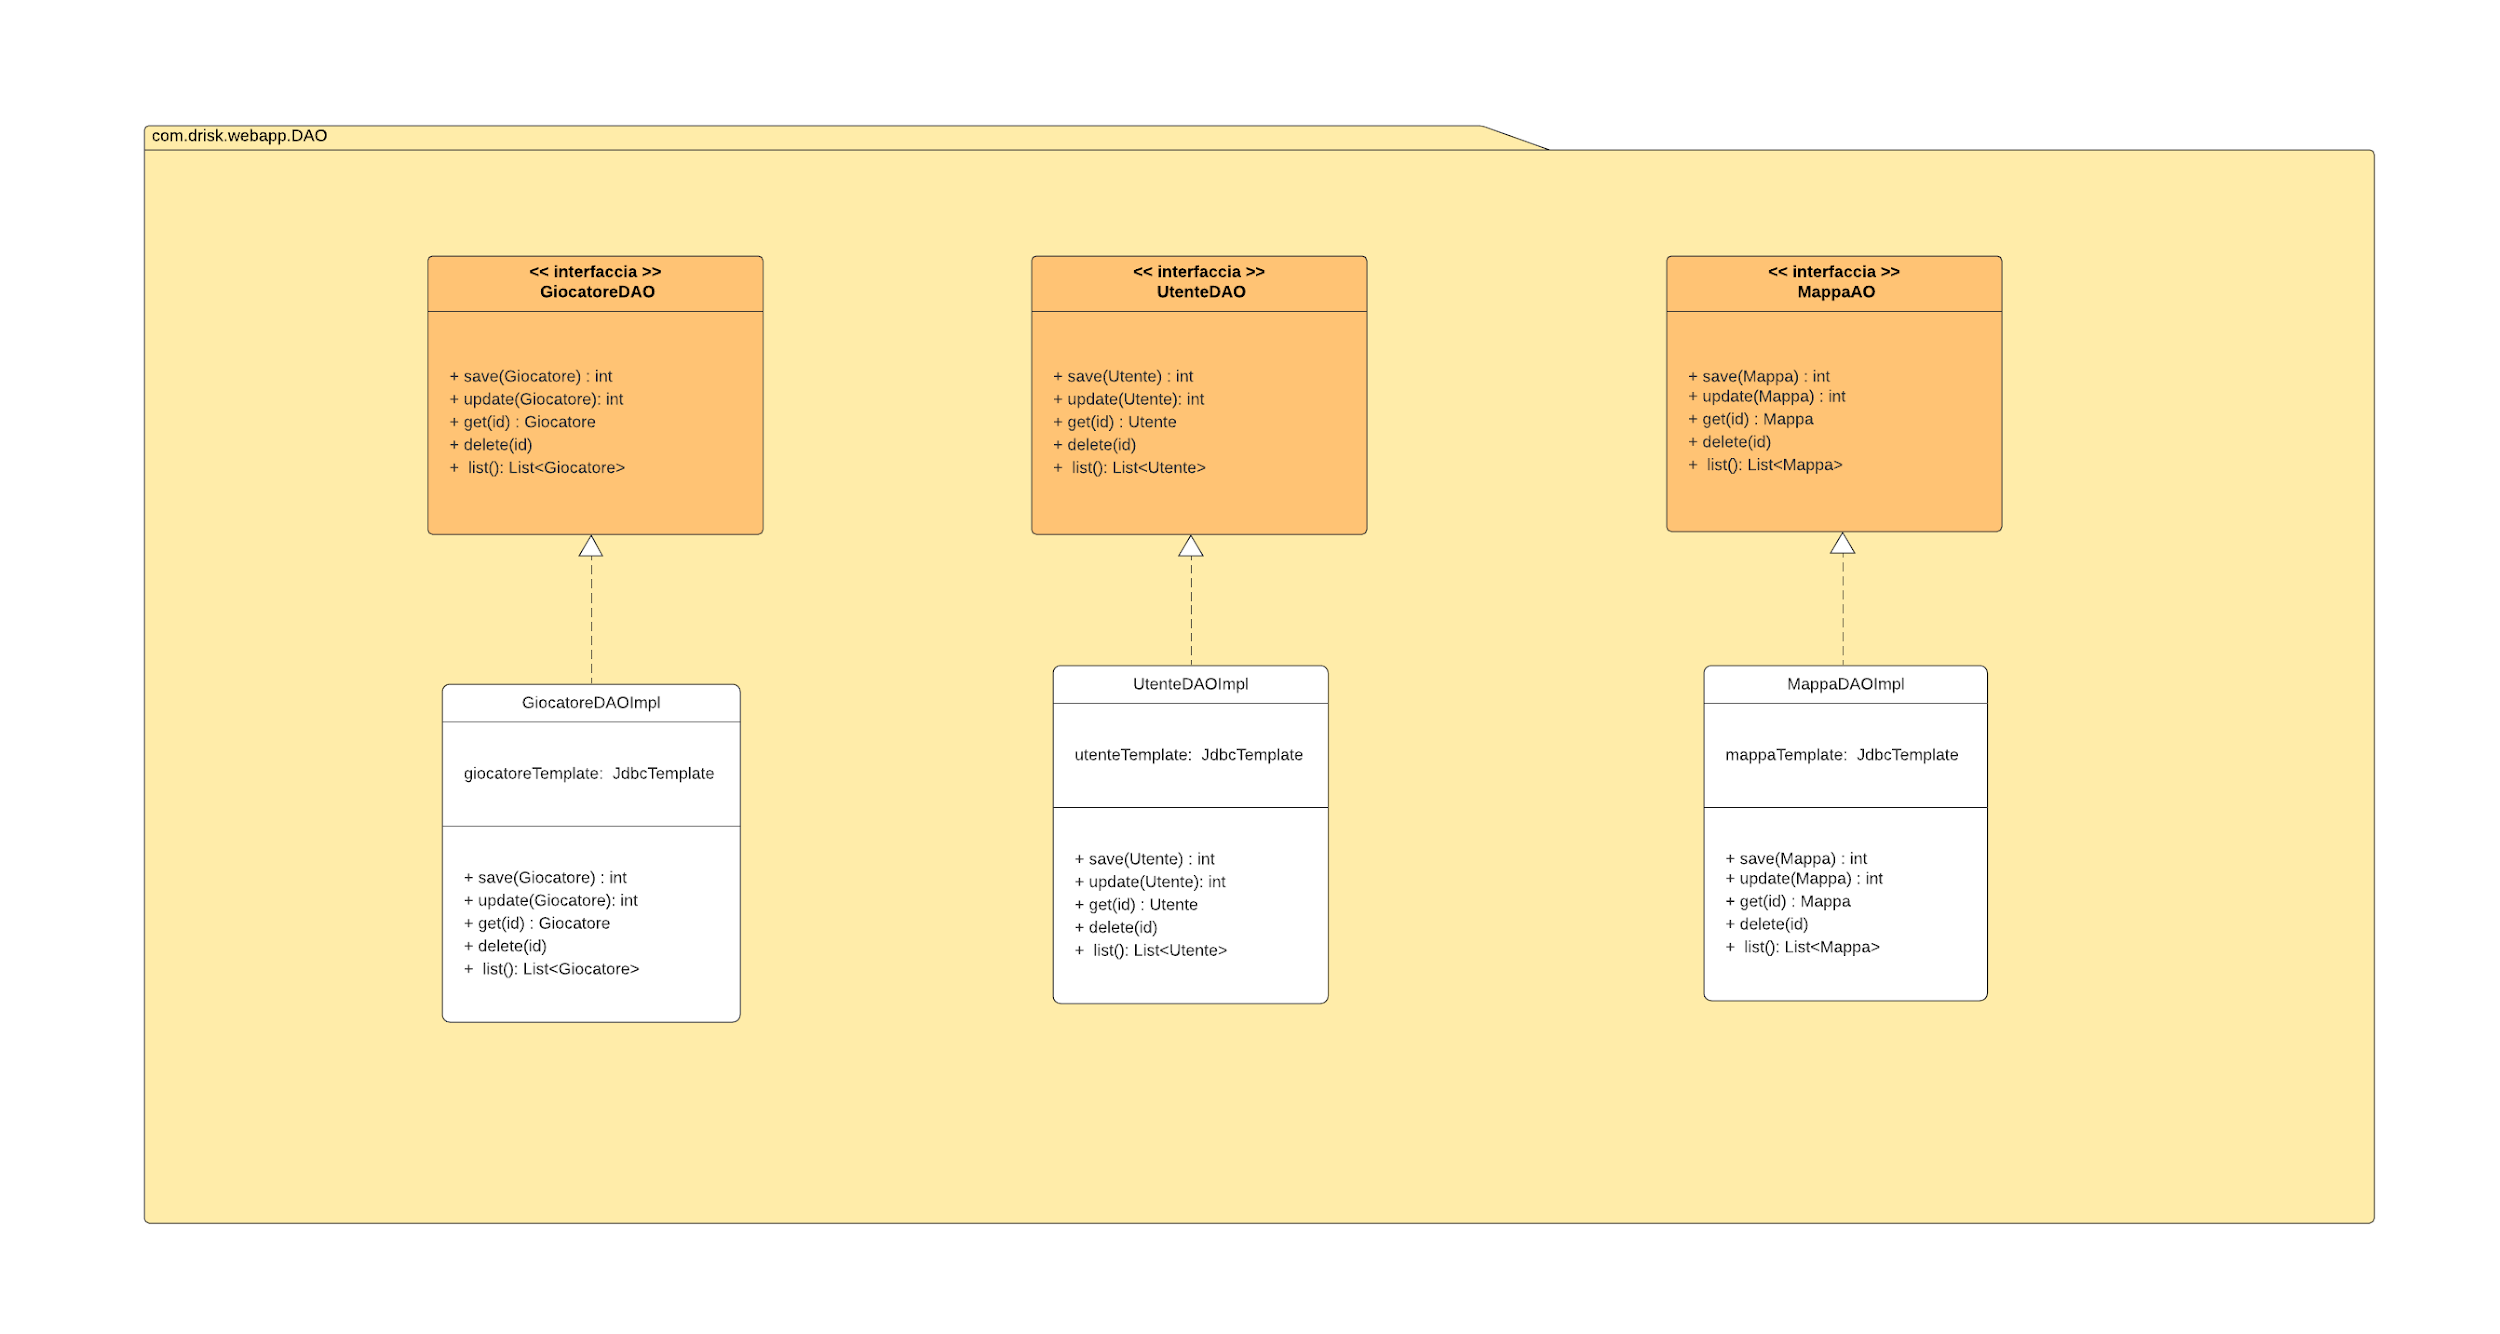 com.drisk.webapp.DAO
<< interfaccia >>
GiocatoreDAO
+ save(Giocatore) : int
+ update(Giocatore): int
+ get(id) : Giocatore
+ delete(id)
+ list(): List<Giocatore>
<< interfaccia >>
UtenteDAO
+ save(Utente) : int
+ update(Utente): int
+ get(id) : Utente
+ delete(id)
+ list(): List<Utente>
<< interfaccia >>
MappaAO
+ save(Mappa) : int
+ update(Mappa) : int
+ get(id) : Mappa
+ delete(id)
+ list(): List<Mappa>
GiocatoreDAOImpl
giocatoreTemplate: JdbcTemplate
+ save(Giocatore) : int
+ update(Giocatore): int
+ get(id) : Giocatore
+ delete(id)
+ list(): List<Giocatore>
UtenteDAOImpl
utenteTemplate: JdbcTemplate
+ save(Utente) : int
+ update(Utente): int
+ get(id) : Utente
+ delete(id)
+ list(): List<Utente>
MappaDAOImpl
mappaTemplate: JdbcTemplate
+ save(Mappa) : int
+ update(Mappa) : int
+ get(id) : Mappa
+ delete(id)
+ list(): List<Mappa>